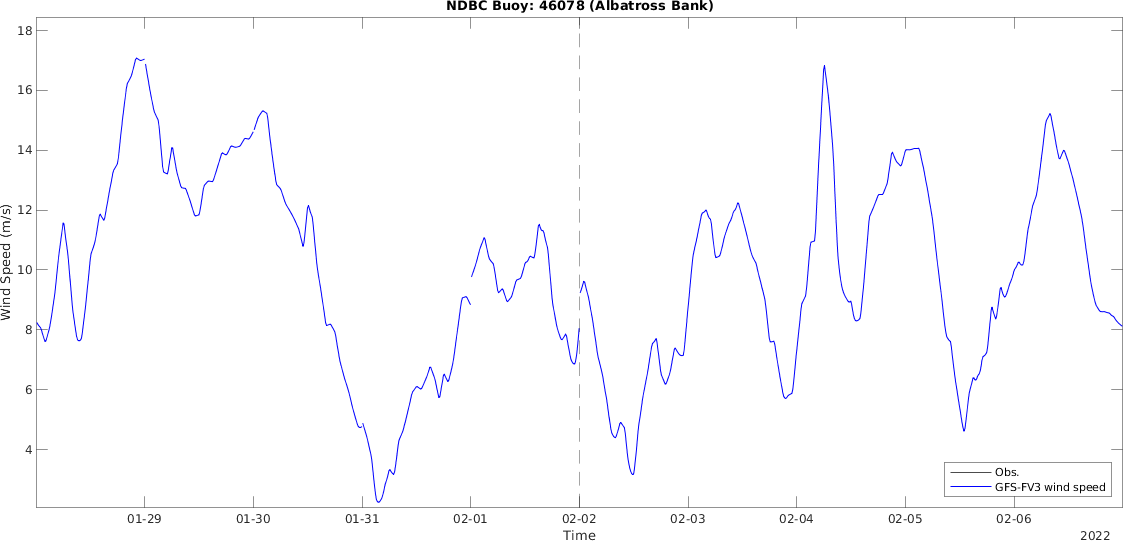 NDBC Buoy: 46078 (Albatross Bank)
18
16
14
12
10
8
6
4
Wind Speed (m/s)
Obs.
GFS-FV3 wind speed
01-29 01-30 01-31 02-01 02-02 02-03 02-04 02-05 02-06
Time
2022